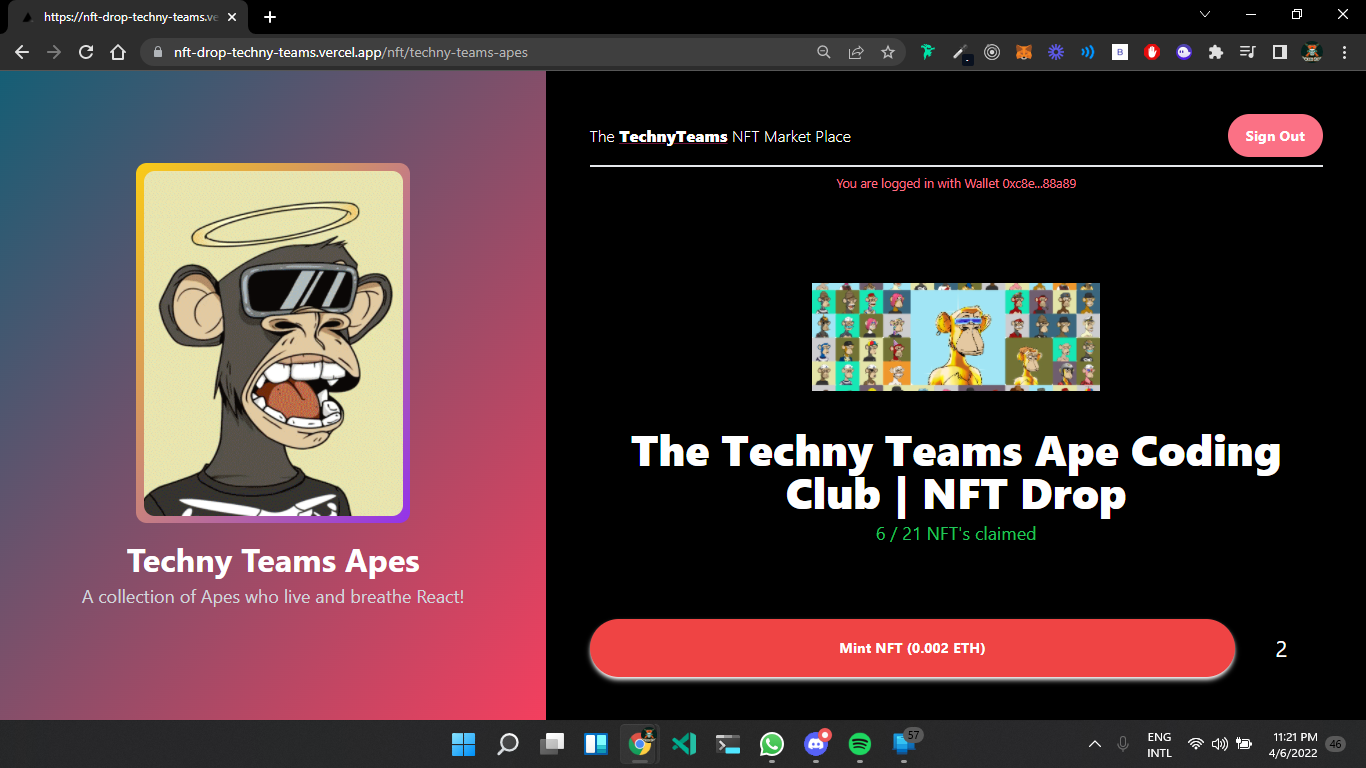 https://nft-drop-techny-teams.ve
nft-drop-techny-teams.vercel.app/nft/techny-teams-apes
B
The TechnyTeams NFT Market Place
Sign Out
You are logged in with Wallet 0xc8e...88a89
The Techny Teams Ape Coding
Club | NFT Drop
6 / 21 NFT's claimed
Techny Teams Apes
A collection of Apes who live and breathe React!
Mint NFT (0.002 ETH)
2
57
ENG
INTL
11:21 PM
4/6/2022
46